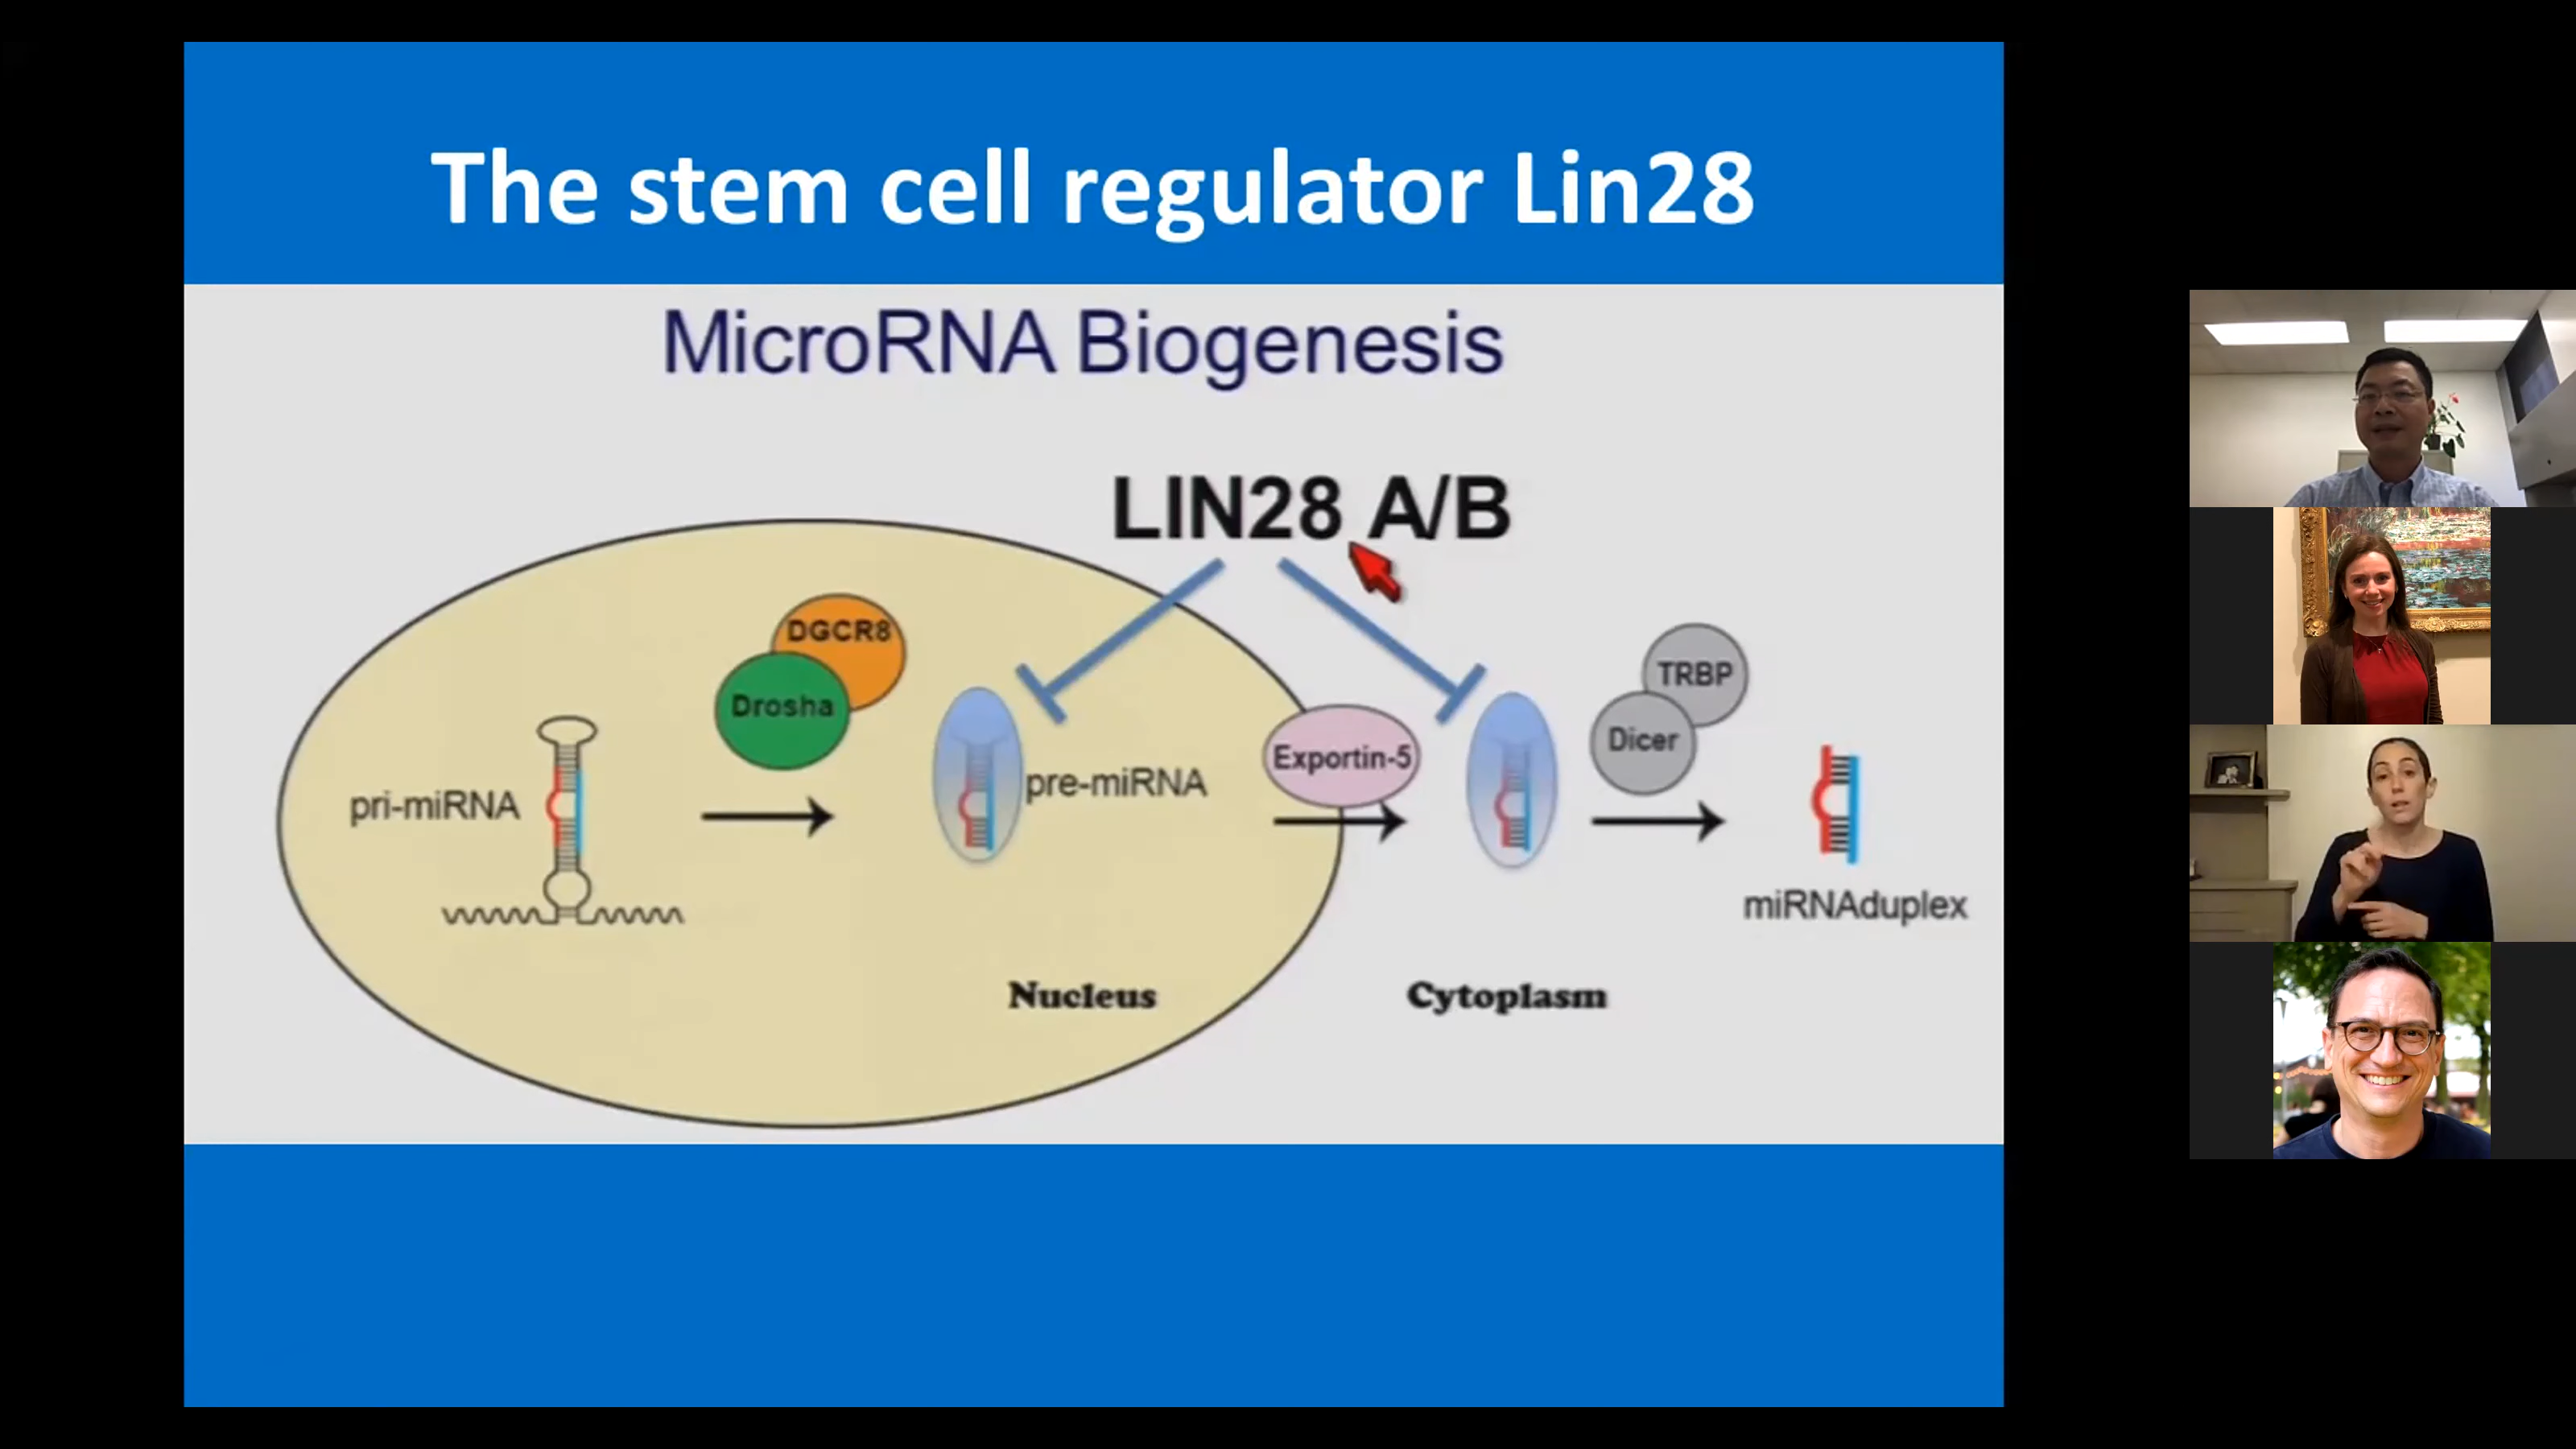 The stem cell regulator Lin28
MicroRNA Biogenesis
LIN28 A/B
DGCR8
Drosha
TRBP
Dicer
Exportin-5
pri-miRNA
pre-miRNA
miRNAduplex
Nucleus
Cytoplasm